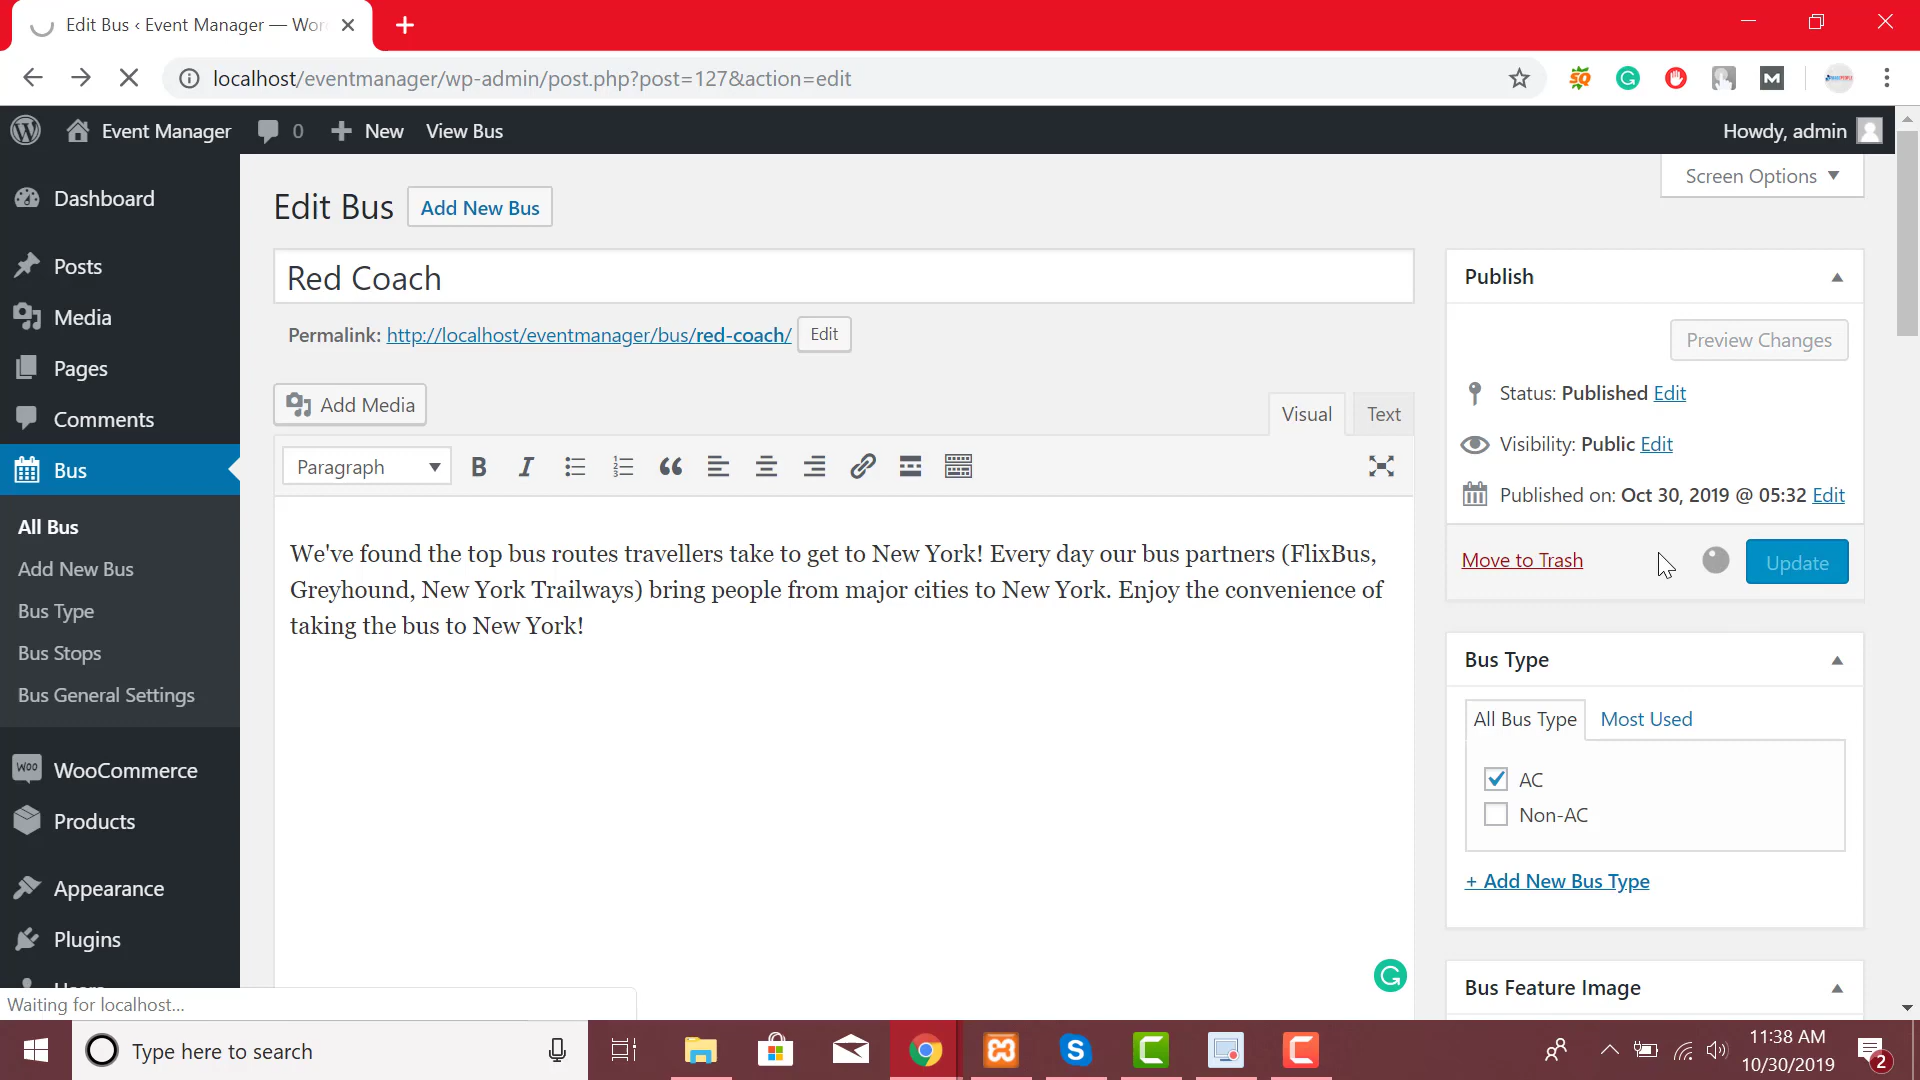 Edit Bus ‹ Event Manager — Wor
localhost/eventmanager/wp-admin/post.php?post=127&action=edit
Event Manager
0
New
View Bus
Howdy, admin
Screen Options
Dashboard
Posts
Media
Pages
Comments
Bus
All Bus
Add New Bus
Bus Type
Bus Stops
Bus General Settings
WooCommerce
Products
Appearance
Plugins
Edit Bus
Add New Bus
Red Coach
Permalink: http://localhost/eventmanager/bus/red-coach/ Edit
Add Media
Visual
Text
Paragraph
We've found the top bus routes travellers take to get to New York! Every day our bus partners (FlixBus,
Greyhound, New York Trailways) bring people from major cities to New York. Enjoy the convenience of
taking the bus to New York!
Publish
Preview Changes
Status: Published Edit
Visibility: Public Edit
Published on: Oct 30, 2019 @ 05:32 Edit
Move to Trash
Update
Bus Type
All Bus Type
Most Used
AC
Non-AC
+ Add New Bus Type
Bus Feature Image
Waiting for localhost...
Type here to search
11:38 AM
10/30/2019
2